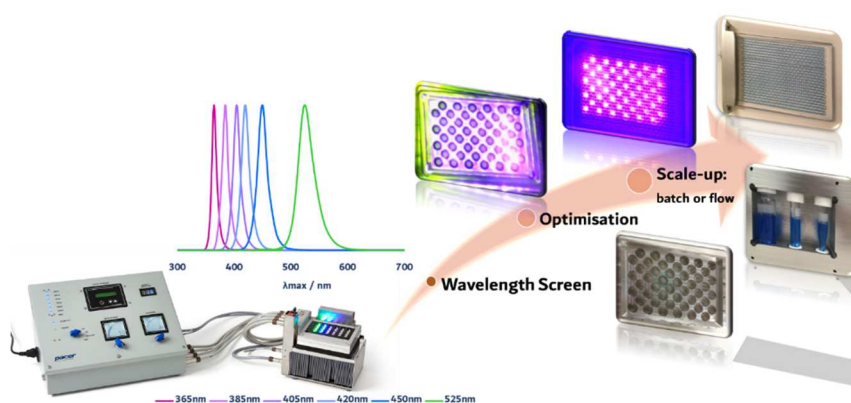 300 400 500 600 700
λmax / nm
Scale-up:
batch or flow
Optimisation
Wavelength Screen
pacer
365nm 385nm 405nm 420nm 450nm 525nm